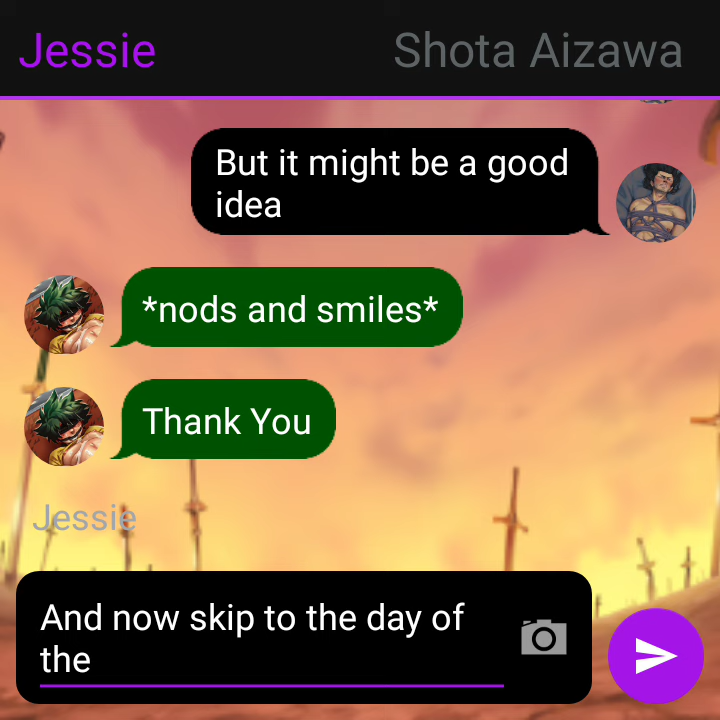 Jessie
Shota Aizawa
But it might be a good
idea
*nods and smiles*
Thank You
Jessie
And now skip to the day of
the